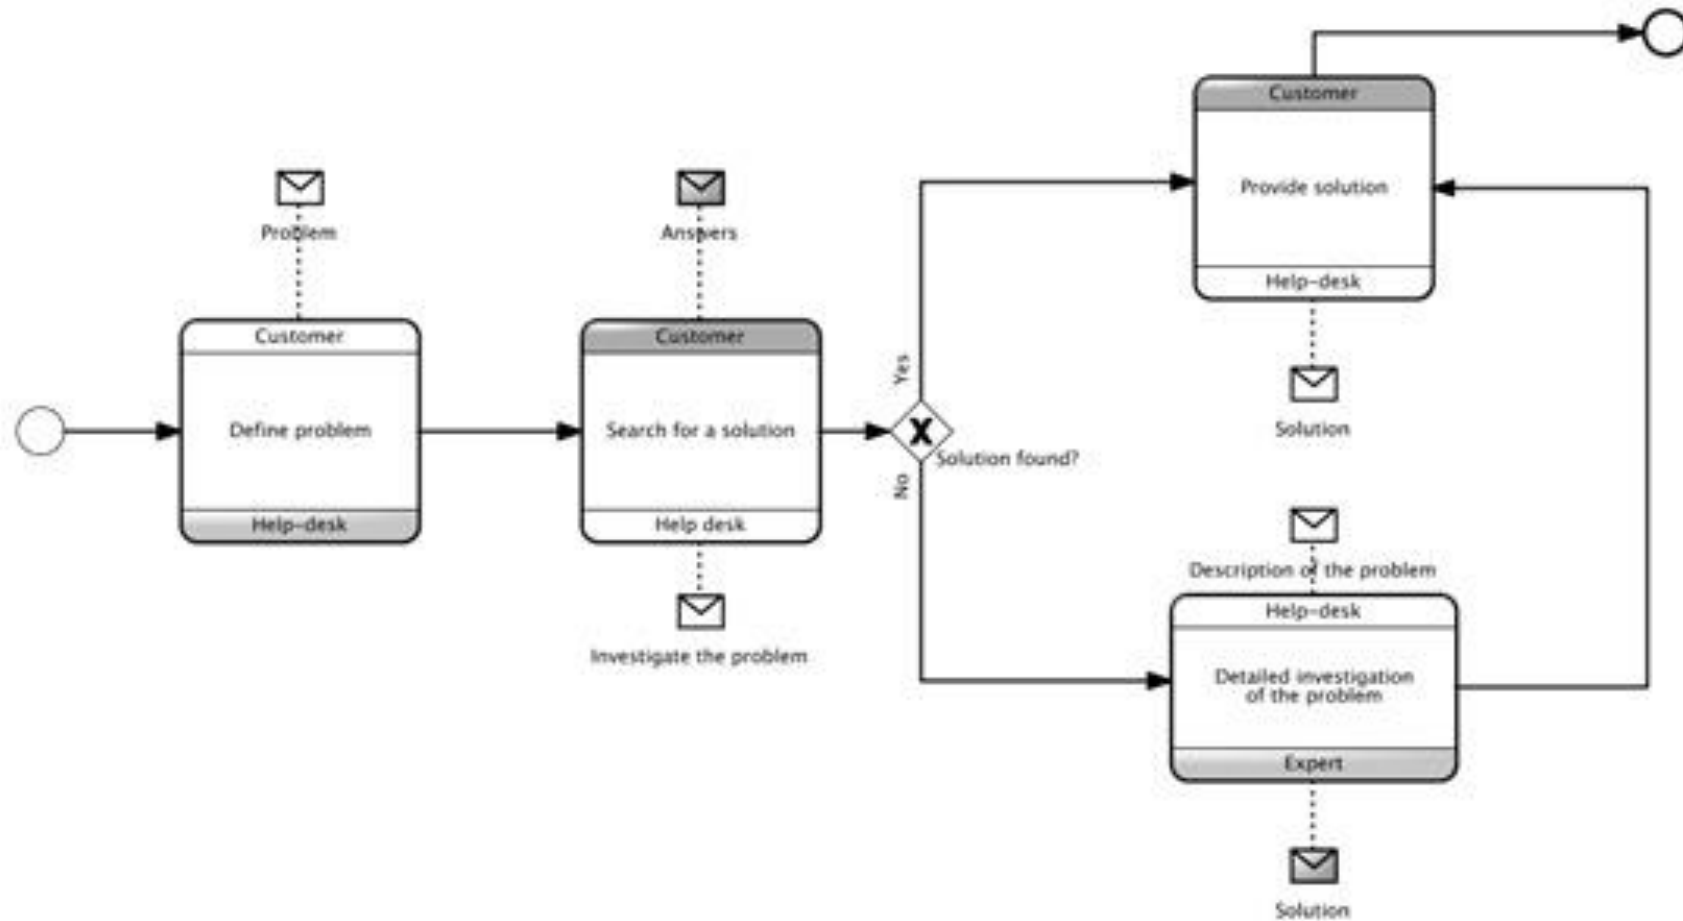 Problem
Customer
Define problem
Help-desk
Answers
Customer
Search for a solution
Help desk
Investigate the problem
Yes
X
Solution found?
No
Customer
Provide solution
Help-desk
Solution
Description of the problem
Help-desk
Detailed investigation
of the problem
Expert
Solution